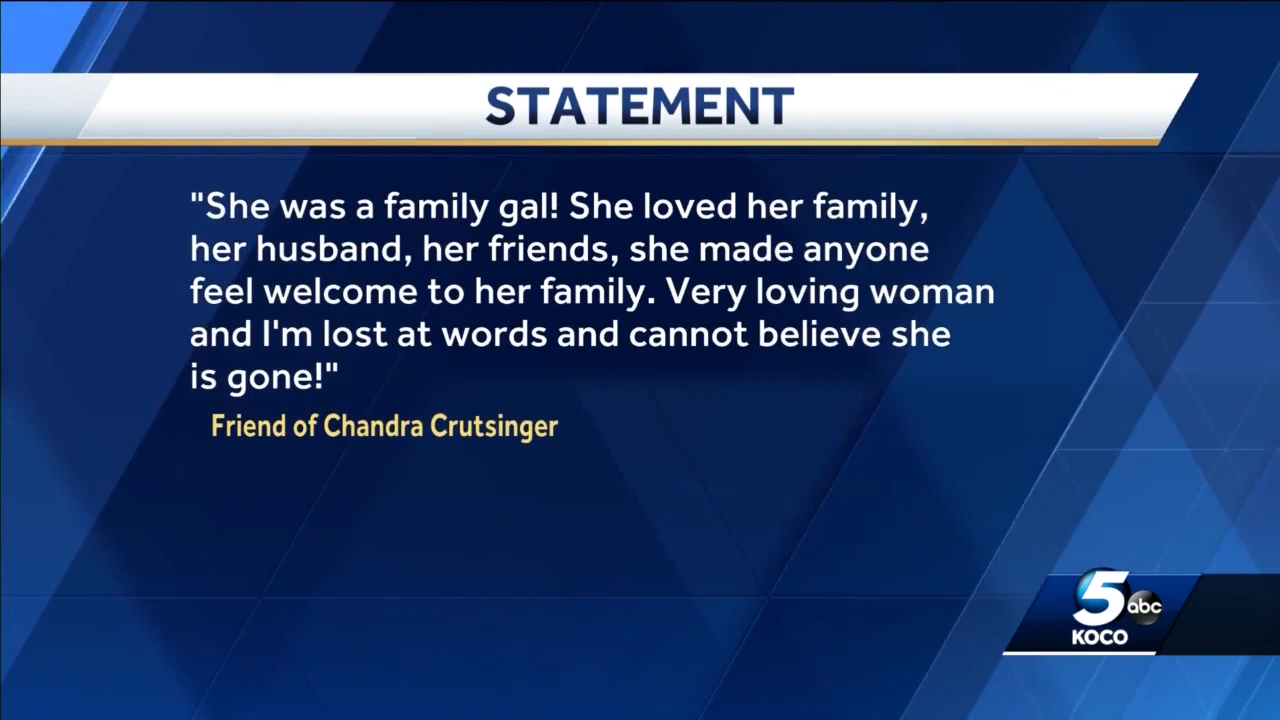 STATEMENT
"She was a family gal! She loved her family,
her husband, her friends, she made anyone
feel welcome to her family. Very loving woman
and I'm lost at words and cannot believe she
is gone!"
Friend of Chandra Crutsinger
5 abc
KOCO